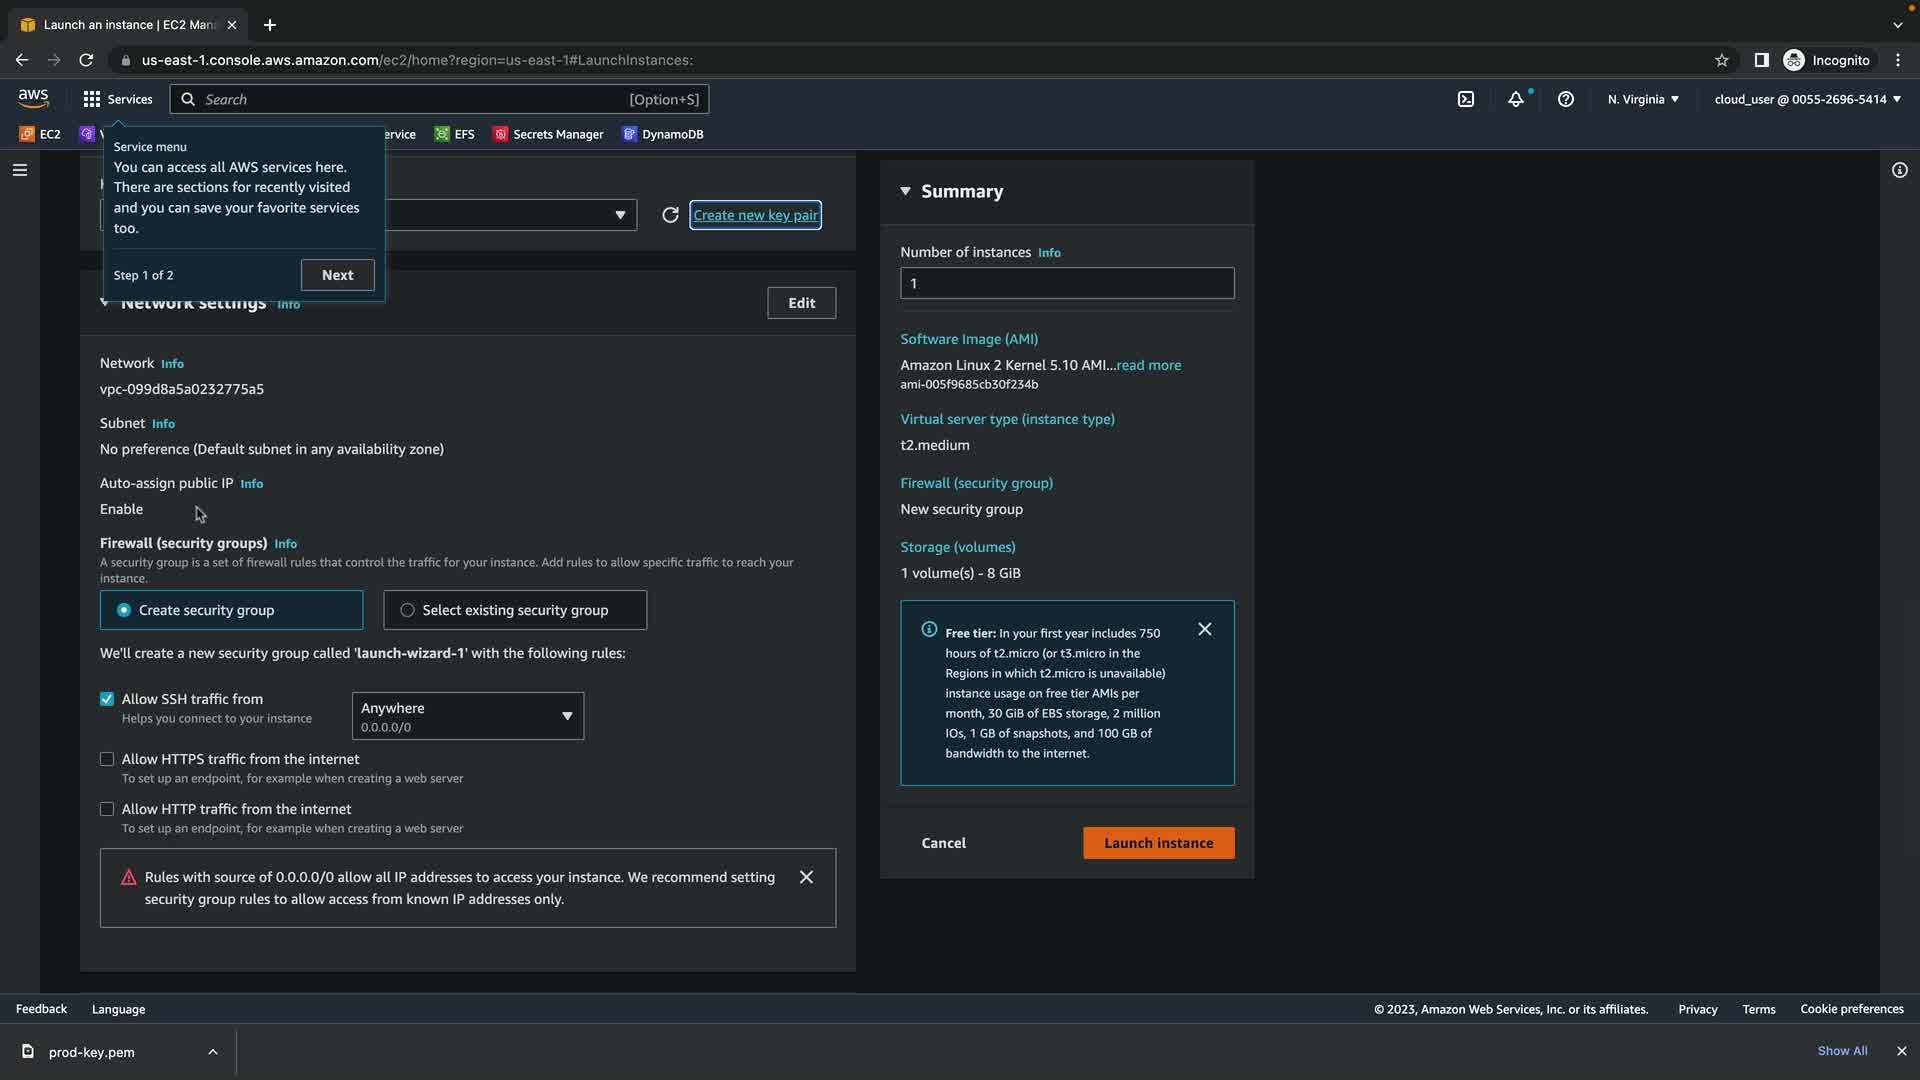 Launch an instance | EC2 Man
us-east-1.console.aws.amazon.com/ec2/home?region=us-east-1#LaunchInstances:
Incognito
aws
Services
Search
[Option+S]
N. Virginia
cloud_user @ 0055-2696-5414
EC2
ervice
EFS
Secrets Manager
DynamoDB
Service menu
You can access all AWS services here.
There are sections for recently visited
and you can save your favorite services
too.
Step 1 of 2
Next
Create new key pair
Network settings Info
Edit
Network Info
vpc-099d8a5a0232775a5
Subnet Info
No preference (Default subnet in any availability zone)
Auto-assign public IP Info
Enable
Firewall (security groups) Info
A security group is a set of firewall rules that control the traffic for your instance. Add rules to allow specific traffic to reach your
instance.
Create security group
Select existing security group
We'll create a new security group called 'launch-wizard-1' with the following rules:
Allow SSH traffic from
Helps you connect to your instance
Anywhere
0.0.0.0/0
Allow HTTPS traffic from the internet
To set up an endpoint, for example when creating a web server
Allow HTTP traffic from the internet
To set up an endpoint, for example when creating a web server
Rules with source of 0.0.0.0/0 allow all IP addresses to access your instance. We recommend setting
security group rules to allow access from known IP addresses only.
Summary
Number of instances Info
1
Software Image (AMI)
Amazon Linux 2 Kernel 5.10 AMI...read more
ami-005f9685cb30f234b
Virtual server type (instance type)
t2.medium
Firewall (security group)
New security group
Storage (volumes)
1 volume(s) - 8 GiB
Free tier: In your first year includes 750
hours of t2.micro (or t3.micro in the
Regions in which t2.micro is unavailable)
instance usage on free tier AMIs per
month, 30 GiB of EBS storage, 2 million
IOs, 1 GB of snapshots, and 100 GB of
bandwidth to the internet.
Cancel
Launch instance
Feedback
Language
© 2023, Amazon Web Services, Inc. or its affiliates.
Privacy
Terms
Cookie preferences
prod-key.pem
Show All